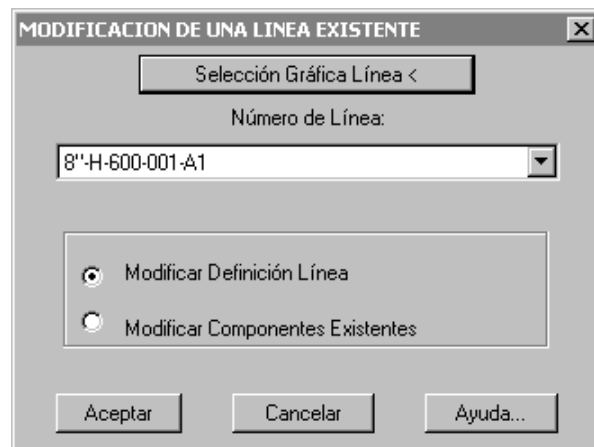 MODIFICACION DE UNA LINEA EXISTENTE
Selección Gráfica Línea <
Número de Línea:
8"-H-600-001-A1
Modificar Definición Línea
Modificar Componentes Existentes
Aceptar
Cancelar
Ayuda...